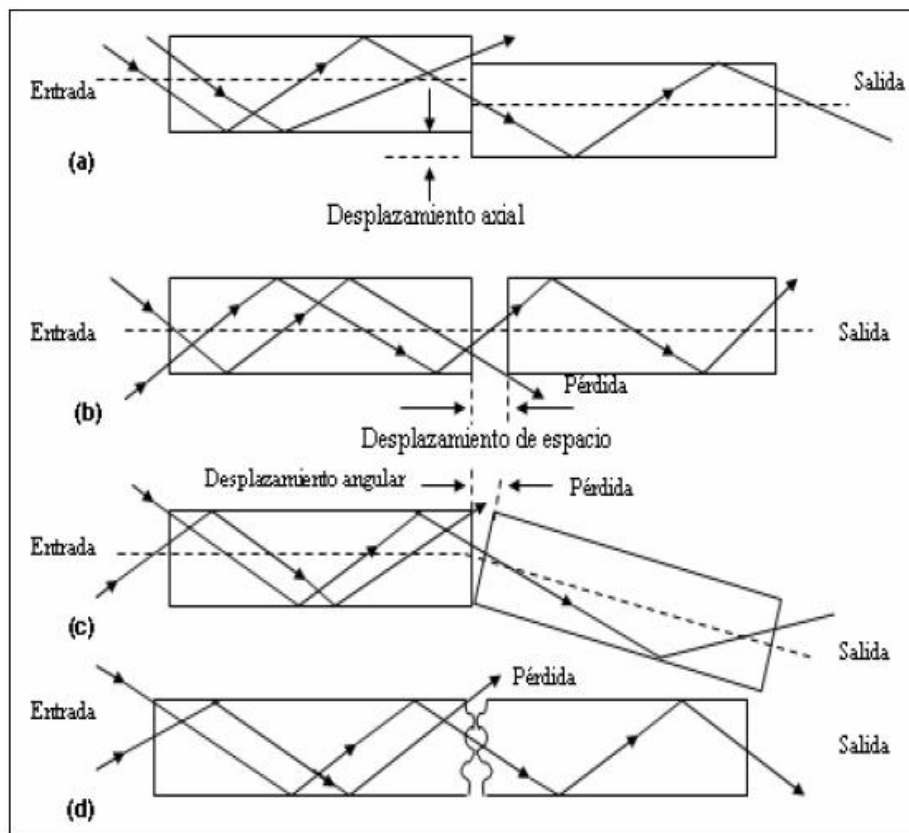 Entrada
Salida
(a)
Desplazamiento axial
Entrada
Salida
Pérdida
(b)
Desplazamiento de espacio
Desplazamiento angular
Pérdida
Entrada
(c)
Salida
Pérdida
Entrada
Salida
(d)